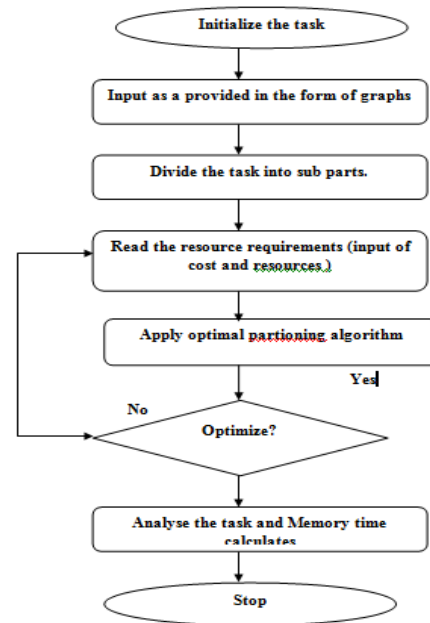 Initialize the task
Input as a provided in the form of graphs
Divide the task into sub parts.
Read the resource requirements (input of
cost and resources )
Apply optimal partioning algorithm
Yes
No
Optimize?
Analyse the task and Memory time
calculates
Stop